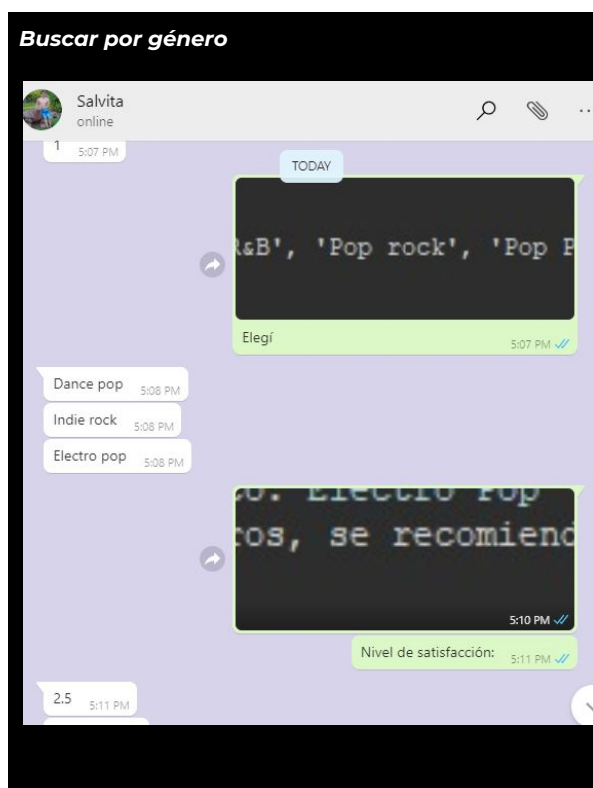 Buscar por género
Salvita
online
1 5:07 PM
TODAY
R&B', 'Pop rock', 'Pop P
Elegí 5:07 PM
Dance pop 5:08 PM
Indie rock 5:08 PM
Electro pop 5:08 PM
co. Electro Pop
ros, se recomiend
5:10 PM
Nivel de satisfacción: 5:11 PM
2.5 5:11 PM